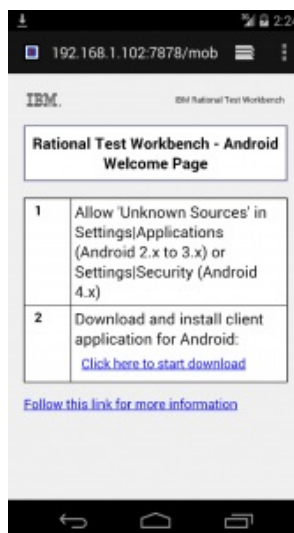 2:24
192.168.1.102:7878/mob
IBM.
IBM Rational Test Workbench
Rational Test Workbench - Android
Welcome Page
1
Allow 'Unknown Sources' in
Settings|Applications
(Android 2.x to 3.x) or
Settings|Security (Android
4.x)
2
Download and install client
application for Android:
Click here to start download
Follow this link for more information